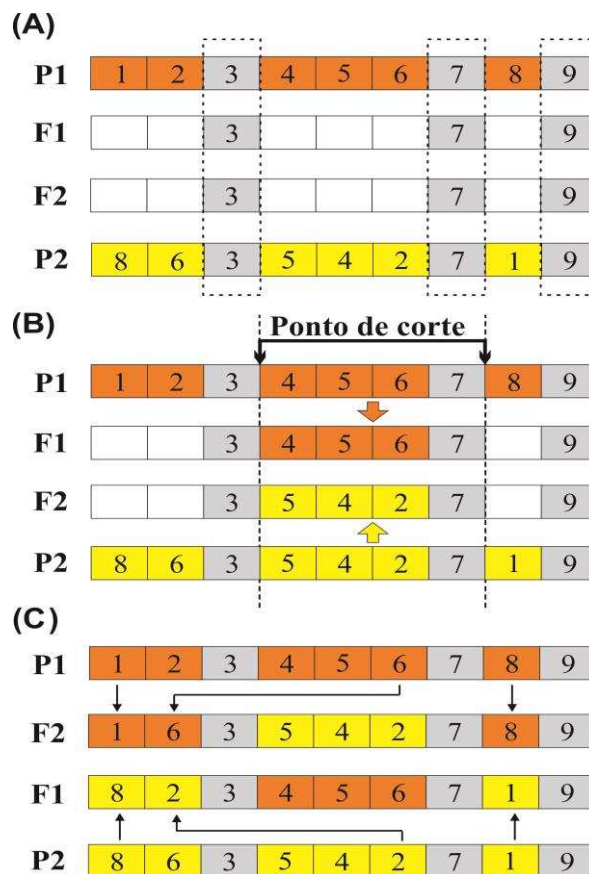 (A)
P1 1 2 3 4 5 6 7 8 9
F1 3 7 9
F2 3 7 9
P2 8 6 3 5 4 2 7 1 9
(B)
Ponto de corte
P1 1 2 3 4 5 6 7 8 9
F1 3 4 5 6 7 9
F2 3 5 4 2 7 9
P2 8 6 3 5 4 2 7 1 9
(C)
P1 1 2 3 4 5 6 7 8 9
F2 1 6 3 5 4 2 7 8 9
F1 8 2 3 4 5 6 7 1 9
P2 8 6 3 5 4 2 7 1 9